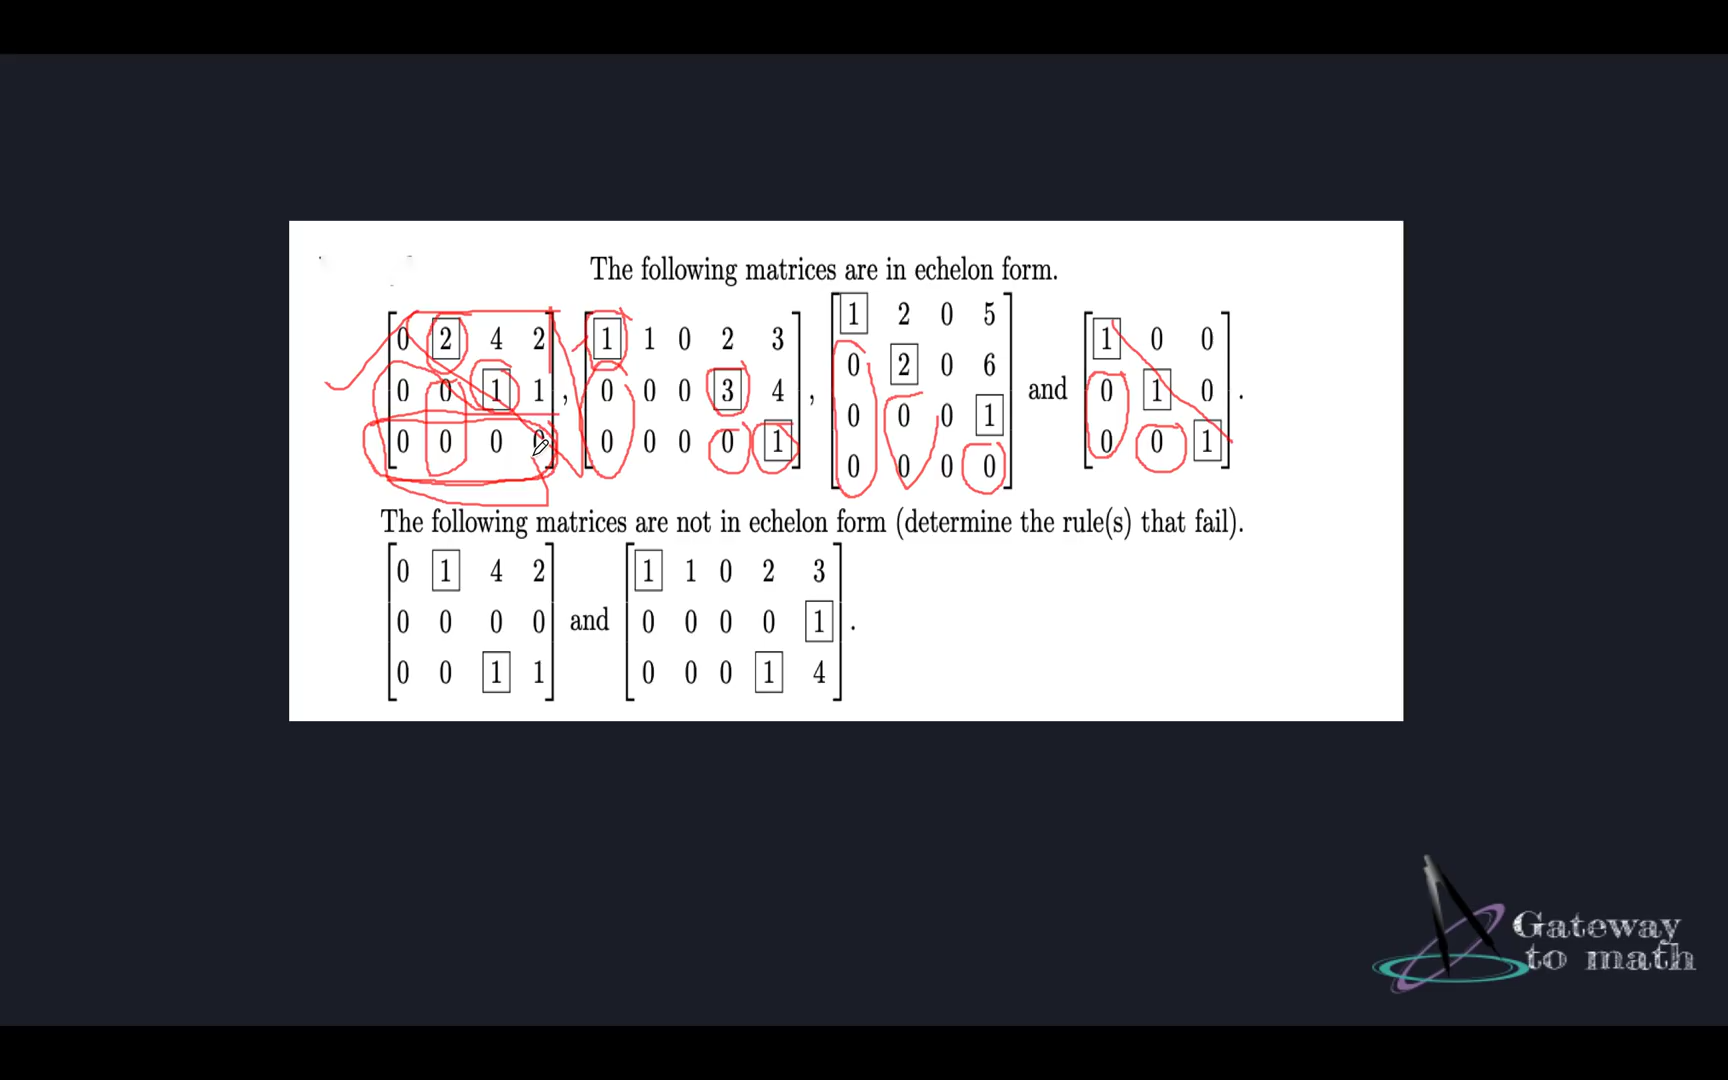 The following matrices are in echelon form.
[0 2 4 2; 0 0 1 1; 0 0 0 0], [1 1 0 2 3; 0 0 0 3 4; 0 0 0 0 1], [1 2 0 5; 0 2 0 6; 0 0 0 1; 0 0 0 0] and [1 0 0; 0 1 0; 0 0 1].
The following matrices are not in echelon form (determine the rule(s) that fail).
[0 1 4 2; 0 0 0 0; 0 0 1 1] and [1 1 0 2 3; 0 0 0 0 1; 0 0 0 1 4].
Gateway
to math